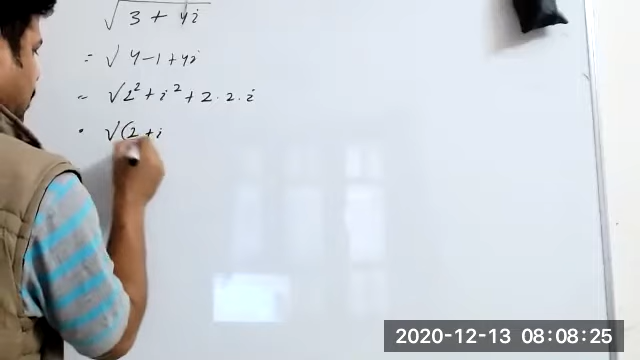 √3 + 4i
= √4-1+4i
= √2² + i² + 2.2.i
= √(2 + i
2020-12-13 08:08:25